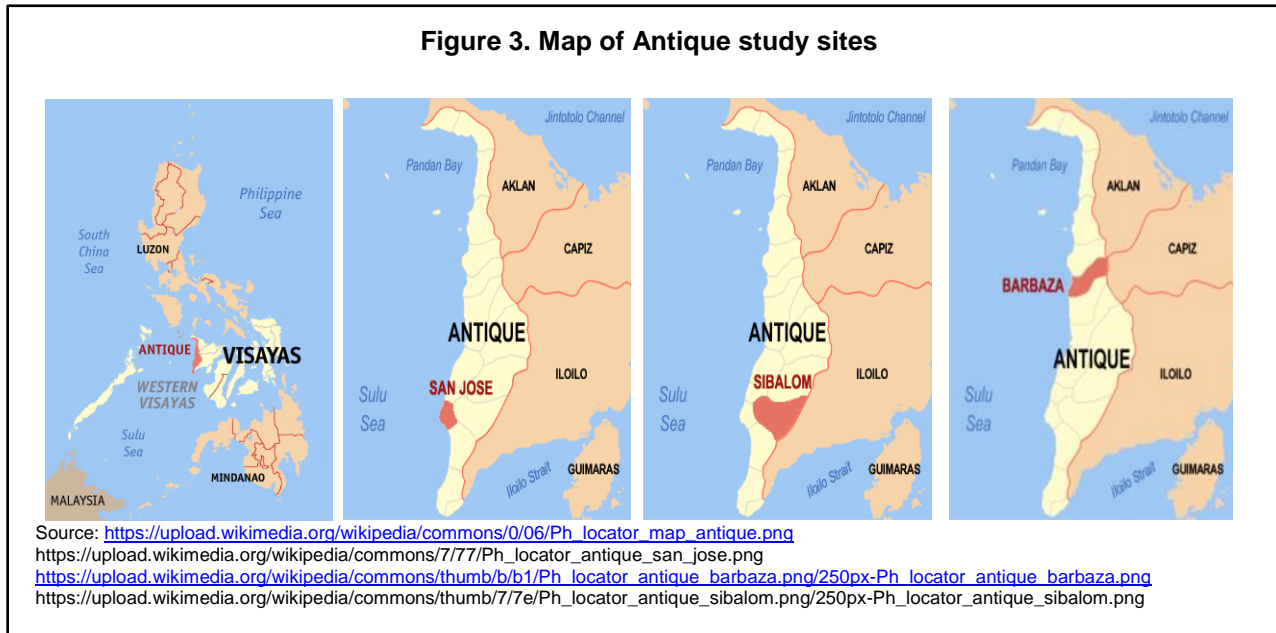 Figure 3. Map of Antique study sites
Philippine
Sea
South
China
Sea
LUZON
ANTIQUE
VISAYAS
WESTERN
VISAYAS
Sulu
Sea
MINDANAO
MALAYSIA
Jintotolo Channel
Pandan Bay
AKLAN
CAPIZ
ANTIQUE
ILOILO
SAN JOSE
Sulu
Sea
GUIMARAS
Iloilo Strait
Jintotolo Channel
Pandan Bay
AKLAN
CAPIZ
ANTIQUE
ILOILO
SIBALOM
Sulu
Sea
GUIMARAS
Iloilo Strait
Jintotolo Channel
Pandan Bay
AKLAN
CAPIZ
BARBAZA
ANTIQUE
ILOILO
Sulu
Sea
GUIMARAS
Iloilo Strait
Source: https://upload.wikimedia.org/wikipedia/commons/0/06/Ph_locator_map_antique.png
https://upload.wikimedia.org/wikipedia/commons/7/77/Ph_locator_antique_san_jose.png
https://upload.wikimedia.org/wikipedia/commons/thumb/b/b1/Ph_locator_antique_barbaza.png/250px-Ph_locator_antique_barbaza.png
https://upload.wikimedia.org/wikipedia/commons/thumb/7/7e/Ph_locator_antique_sibalom.png/250px-Ph_locator_antique_sibalom.png